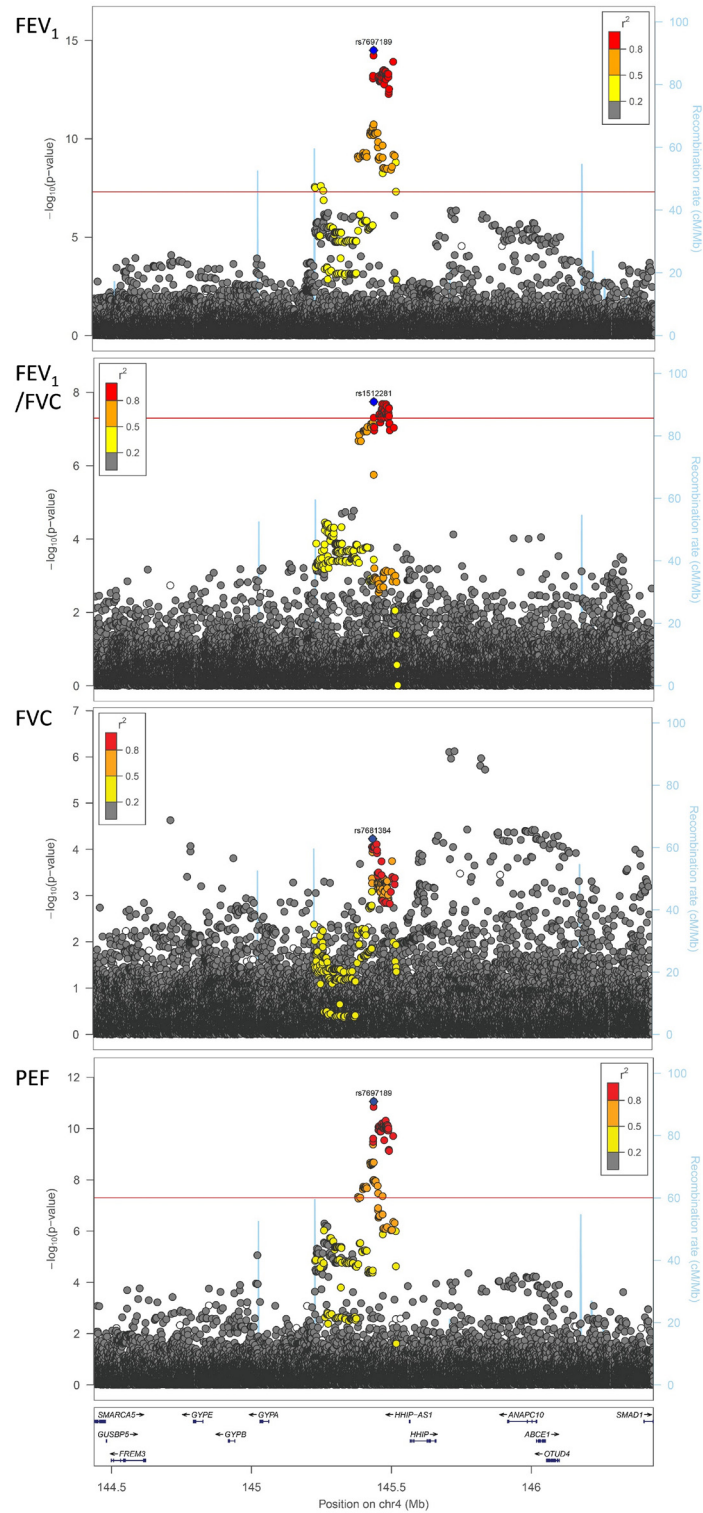 FEV1
rs7697189
r2
0.8
0.5
0.2
15
10
5
0
−log10(p−value)
100
80
60
40
20
0
Recombination rate (cM/Mb)
FEV1
/FVC
rs1512281
r2
0.8
0.5
0.2
8
6
4
2
0
−log10(p−value)
100
80
60
40
20
0
Recombination rate (cM/Mb)
FVC
rs7681384
r2
0.8
0.5
0.2
7
6
5
4
3
2
1
0
−log10(p−value)
100
80
60
40
20
0
Recombination rate (cM/Mb)
PEF
rs7697189
r2
0.8
0.5
0.2
12
10
8
6
4
2
0
−log10(p−value)
100
80
60
40
20
0
Recombination rate (cM/Mb)
SMARCA5→ ←GYPE ←GYPA ←HHIP−AS1 ←ANAPC10 SMAD1→
GUSBP5→ ←GYPB HHIP→ ABCE1→
←FREM3 ←OTUD4
144.5 145 145.5 146
Position on chr4 (Mb)